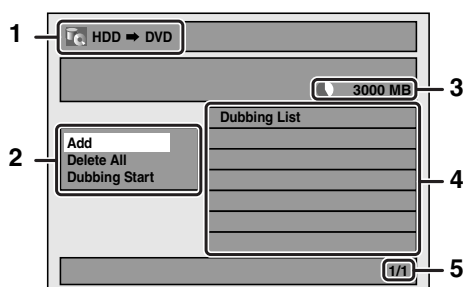 1
HDD ➡ DVD
3000 MB
3
Dubbing List
2
Add
Delete All
Dubbing Start
4
1/1
5